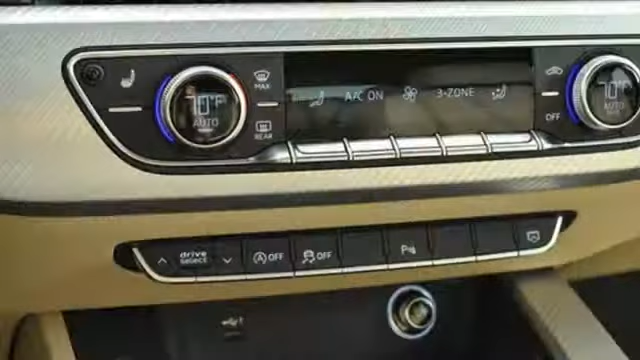 70°F
AUTO
MAX
REAR
A/C ON
3-ZONE
OFF
70°F
AUTO
drive
select
OFF
OFF
P